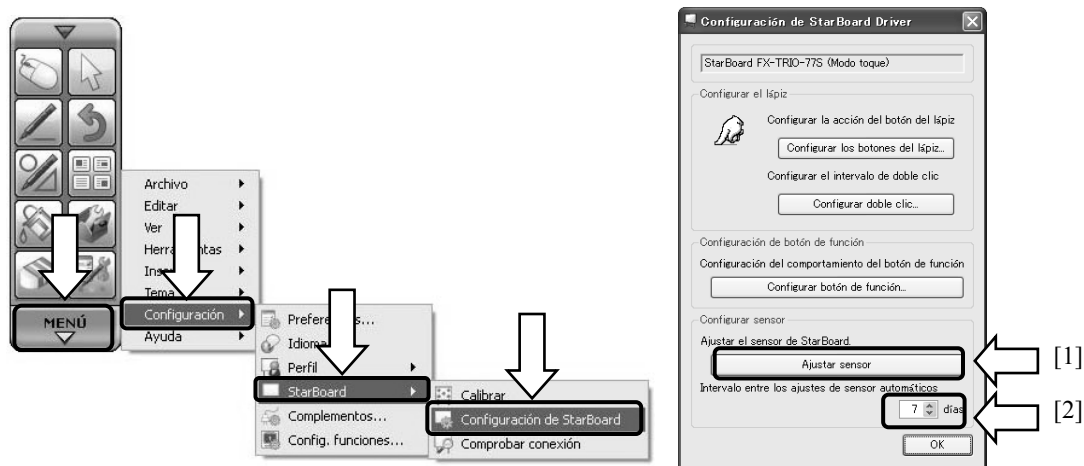 MENÚ
Archivo
Editar
Ver
Tema
Configuración
Ayuda
Idioma
Perfil
StarBoard
Complementos...
Config. funciones...
Calibrar
Configuración de StarBoard
Comprobar conexión
Configuración de StarBoard Driver
StarBoard FX-TRIO-77S (Modo toque)
Configurar el lápiz
Configurar la acción del botón del lápiz
Configurar los botones del lápiz...
Configurar el intervalo de doble clic
Configurar doble clic...
Configuración de botón de función
Configuración del comportamiento del botón de función
Configurar botón de función...
Configurar sensor
Ajustar el sensor de StarBoard.
Ajustar sensor
[1]
Intervalo entre los ajustes de sensor automáticos
7 días
[2]
OK